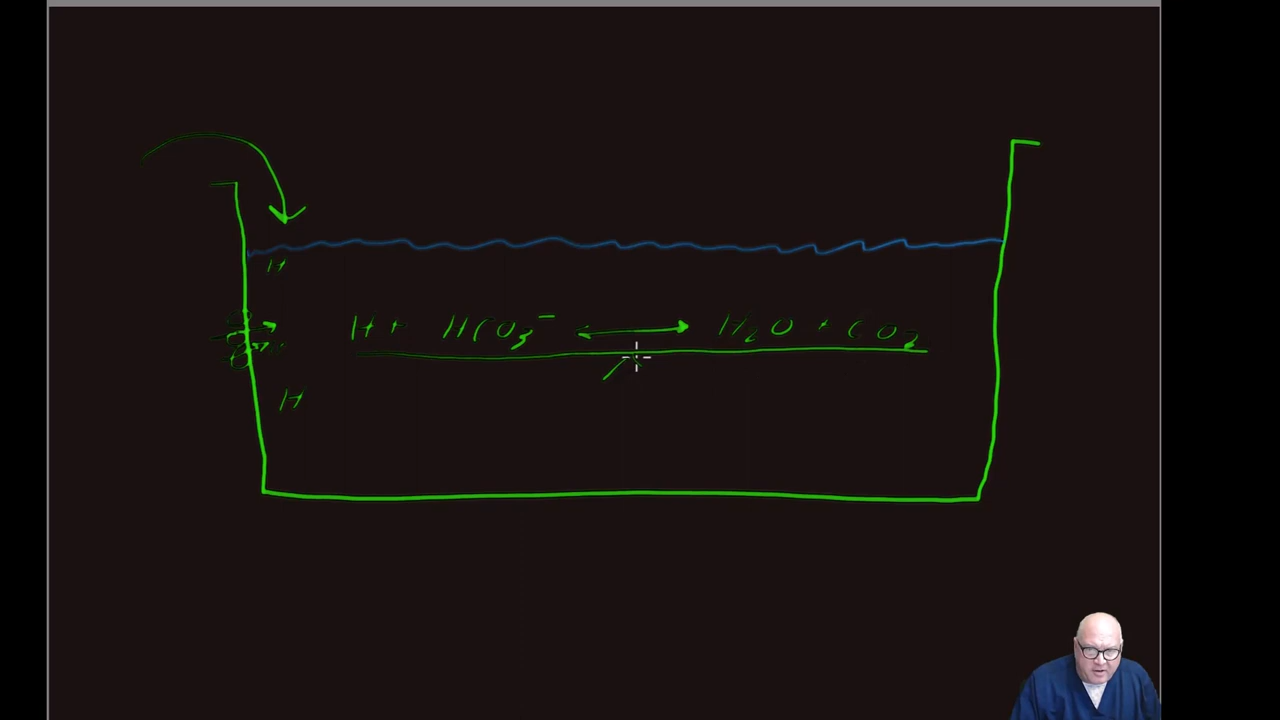 H
H + HCO3⁻ ⟷ H2O + CO2
H